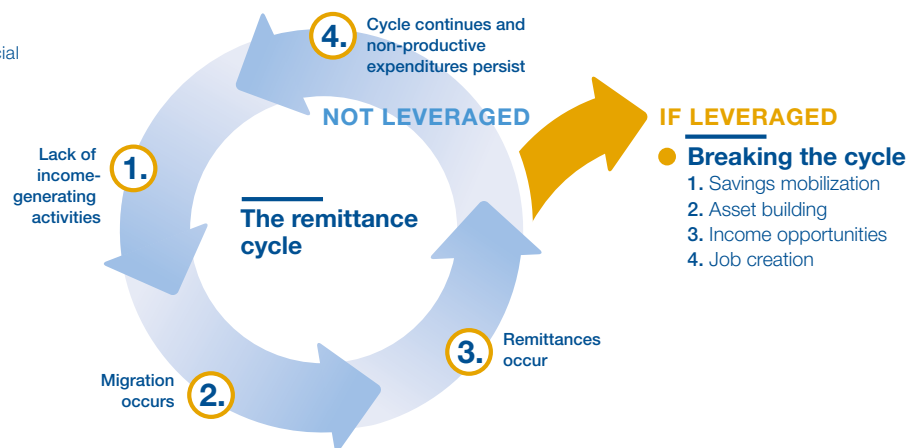 cial
4.
Cycle continues and
non-productive
expenditures persist
NOT LEVERAGED
IF LEVERAGED
Breaking the cycle
1. Savings mobilization
2. Asset building
3. Income opportunities
4. Job creation
Lack of
income-
generating
activities
1.
The remittance
cycle
Migration
occurs
2.
3.
Remittances
occur